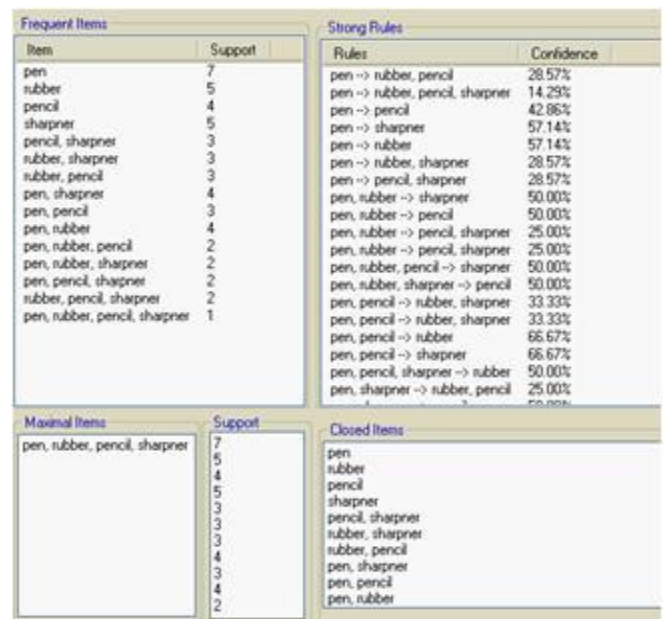 Frequent Items
Item Support
pen 7
rubber 5
pencil 4
sharpner 5
pencil, sharpner 3
rubber, sharpner 3
rubber, pencil 3
pen, sharpner 4
pen, pencil 3
pen, rubber 4
pen, rubber, pencil 2
pen, rubber, sharpner 2
pen, pencil, sharpner 2
rubber, pencil, sharpner 2
pen, rubber, pencil, sharpner 1
Strong Rules
Rules Confidence
pen --> rubber, pencil 28.57%
pen --> rubber, pencil, sharpner 14.29%
pen --> pencil 42.86%
pen --> sharpner 57.14%
pen --> rubber 57.14%
pen --> rubber, sharpner 28.57%
pen --> pencil, sharpner 28.57%
pen, rubber --> sharpner 50.00%
pen, rubber --> pencil 50.00%
pen, rubber --> pencil, sharpner 25.00%
pen, rubber --> pencil, sharpner 25.00%
pen, rubber, pencil --> sharpner 50.00%
pen, rubber, sharpner --> pencil 50.00%
pen, pencil --> rubber, sharpner 33.33%
pen, pencil --> rubber, sharpner 33.33%
pen, pencil --> rubber 66.67%
pen, pencil --> sharpner 66.67%
pen, pencil, sharpner --> rubber 50.00%
pen, sharpner --> rubber, pencil 25.00%
Maximal Items
pen, rubber, pencil, sharpner
Support
7
5
4
5
3
3
3
4
3
4
2
Closed Items
pen
rubber
pencil
sharpner
pencil, sharpner
rubber, sharpner
rubber, pencil
pen, sharpner
pen, pencil
pen, rubber